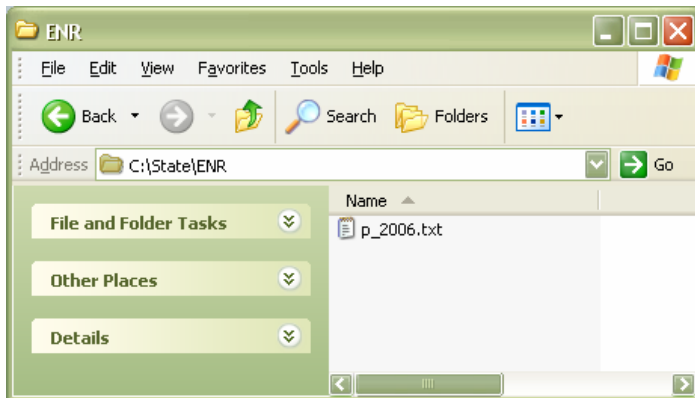 ENR
File Edit View Favorites Tools Help
Back Search Folders
Address C:\State\ENR Go
Name
File and Folder Tasks
p_2006.txt
Other Places
Details